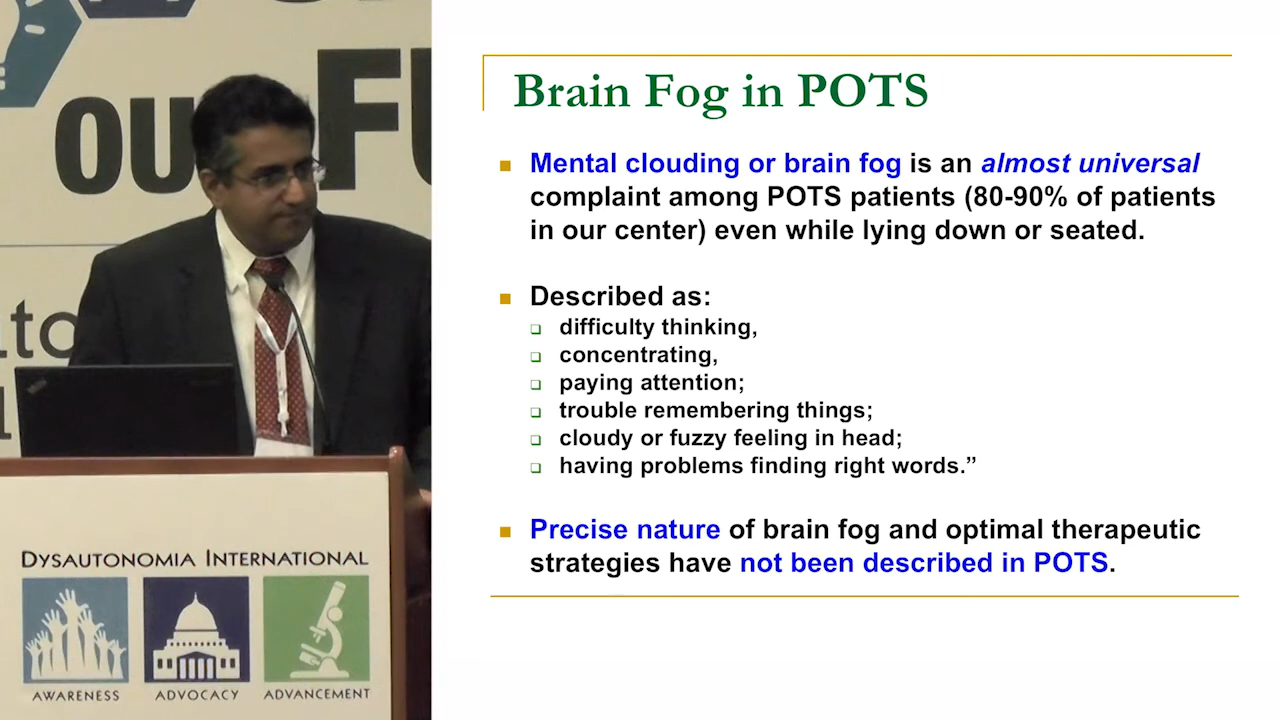 OUR FU
Brain Fog in POTS
Mental clouding or brain fog is an almost universal
complaint among POTS patients (80-90% of patients
in our center) even while lying down or seated.
Described as:
difficulty thinking,
concentrating,
paying attention;
trouble remembering things;
cloudy or fuzzy feeling in head;
having problems finding right words.”
Precise nature of brain fog and optimal therapeutic
strategies have not been described in POTS.
DYSAUTONOMIA INTERNATIONAL
AWARENESS ADVOCACY ADVANCEMENT